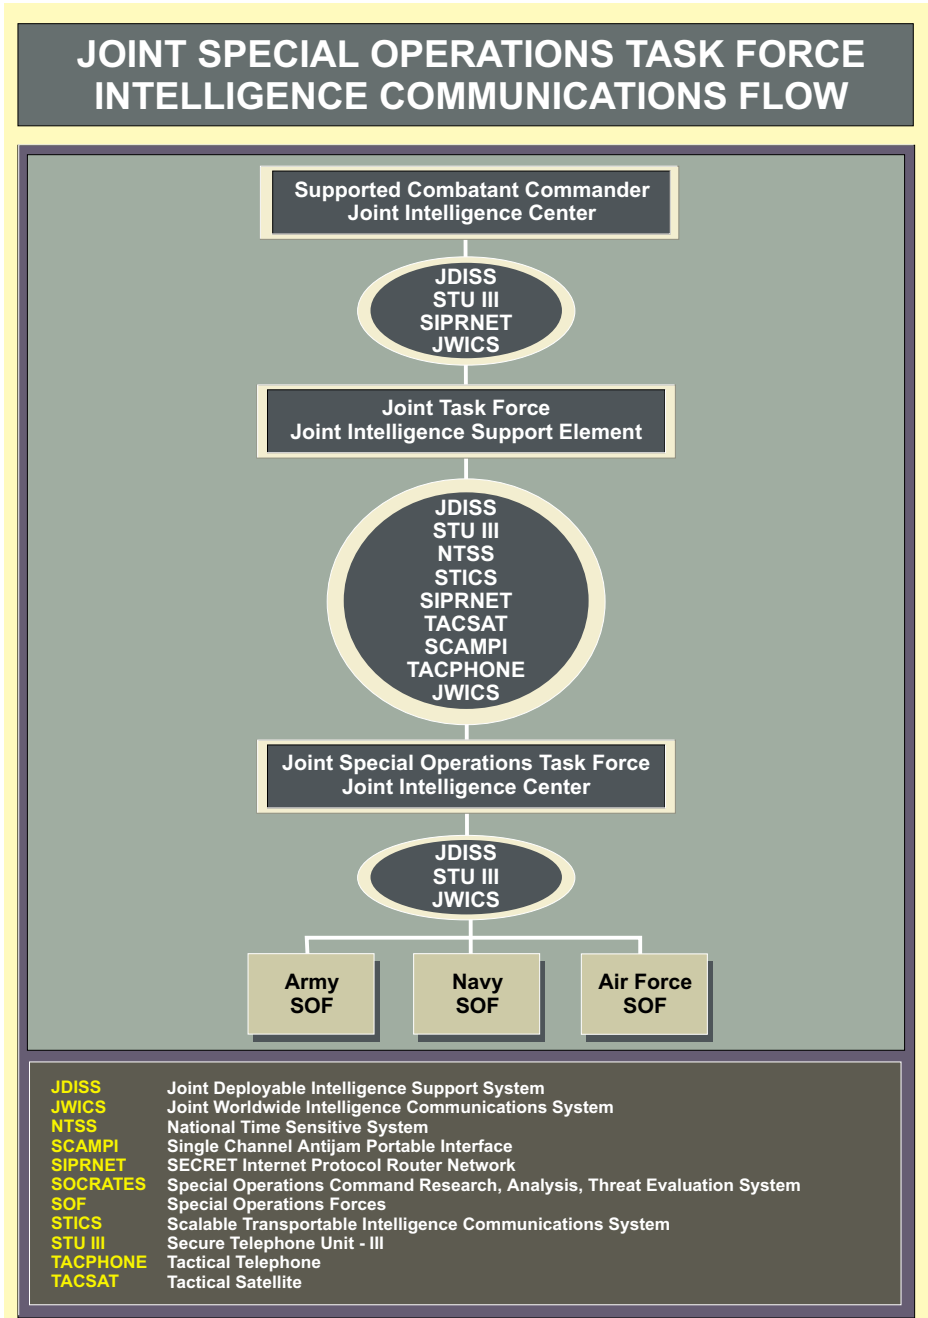 JOINT SPECIAL OPERATIONS TASK FORCE
INTELLIGENCE COMMUNICATIONS FLOW
Supported Combatant Commander
Joint Intelligence Center
JDISS
STU III
SIPRNET
JWICS
Joint Task Force
Joint Intelligence Support Element
JDISS
STU III
NTSS
STICS
SIPRNET
TACSAT
SCAMPI
TACPHONE
JWICS
Joint Special Operations Task Force
Joint Intelligence Center
JDISS
STU III
JWICS
Army
SOF
Navy
SOF
Air Force
SOF
JDISS Joint Deployable Intelligence Support System
JWICS Joint Worldwide Intelligence Communications System
NTSS National Time Sensitive System
SCAMPI Single Channel Antijam Portable Interface
SIPRNET SECRET Internet Protocol Router Network
SOCRATES Special Operations Command Research, Analysis, Threat Evaluation System
SOF Special Operations Forces
STICS Scalable Transportable Intelligence Communications System
STU III Secure Telephone Unit - III
TACPHONE Tactical Telephone
TACSAT Tactical Satellite